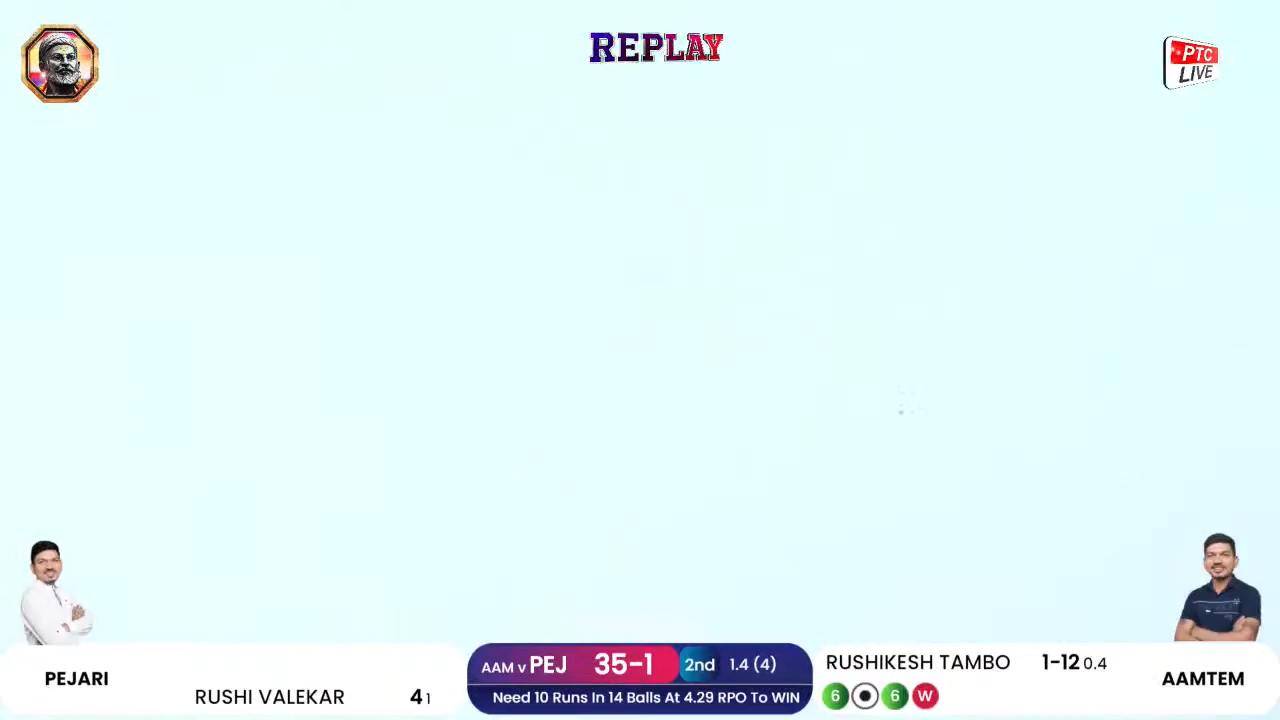 REPLAY
PTC
LIVE
PEJARI
RUSHI VALEKAR 4 1
AAM v PEJ 35-1 2nd 1.4 (4)
Need 10 Runs In 14 Balls At 4.29 RPO To WIN
RUSHIKESH TAMBO 1-12 0.4
6 6 W
AAMTEM